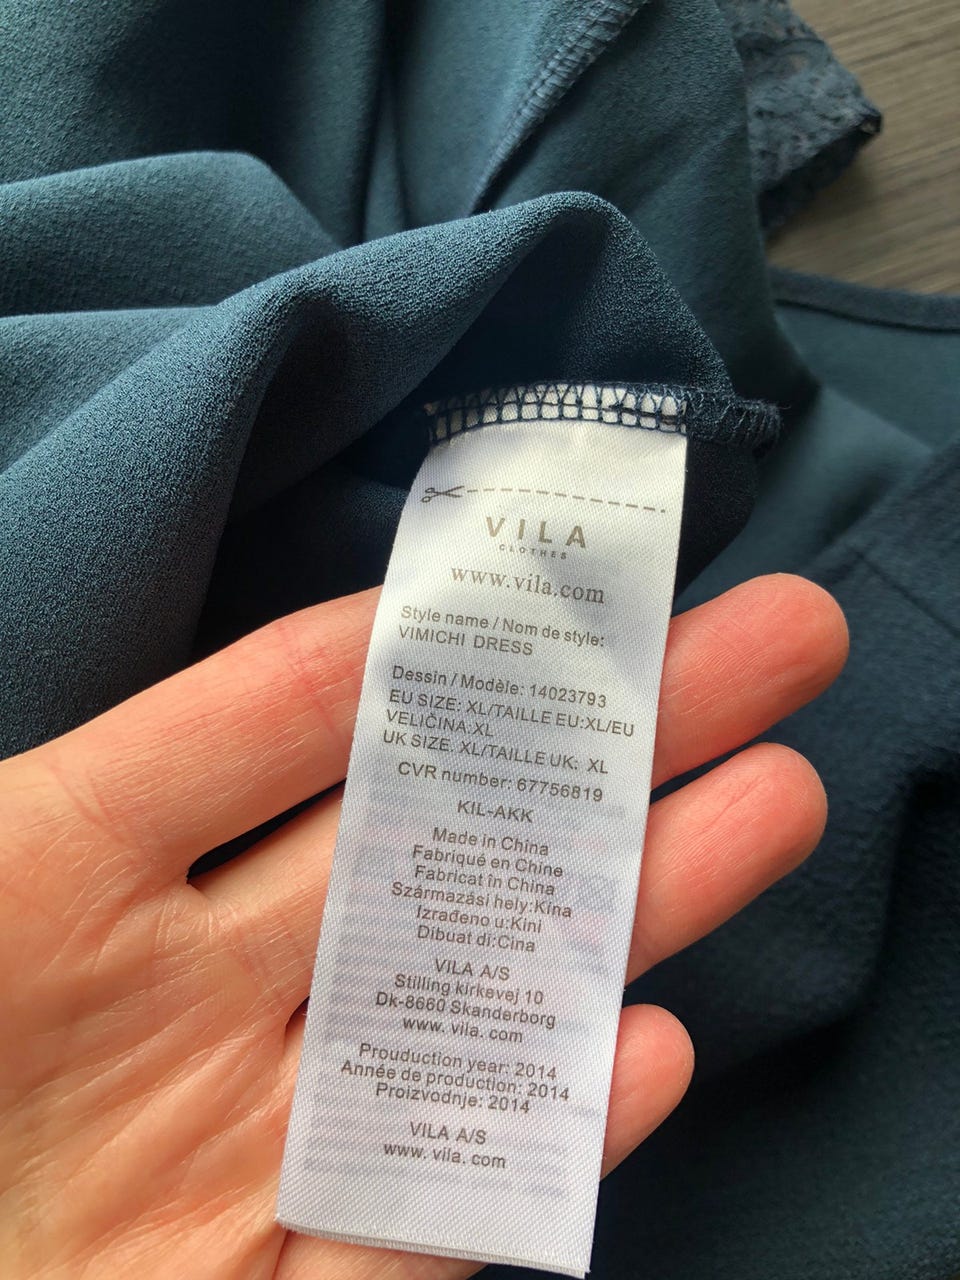 VILA
CLOTHES
www.vila.com
Style name / Nom de style:
VIMICHI DRESS
Dessin / Modèle: 14023793
EU SIZE: XL/TAILLE EU:XL/EU
VELIČINA.XL
UK SIZE. XL/TAILLE UK: XL
CVR number: 67756819
KIL-AKK
Made in China
Fabriqué en Chine
Fabricat în China
Származási hely:Kína
Izrađeno u:Kini
Dibuat di:Cina
VILA A/S
Stilling kirkevej 10
Dk-8660 Skanderborg
www. vila. com
Prouduction year: 2014
Année de production: 2014
Proizvodnje: 2014
VILA A/S
www. vila. com